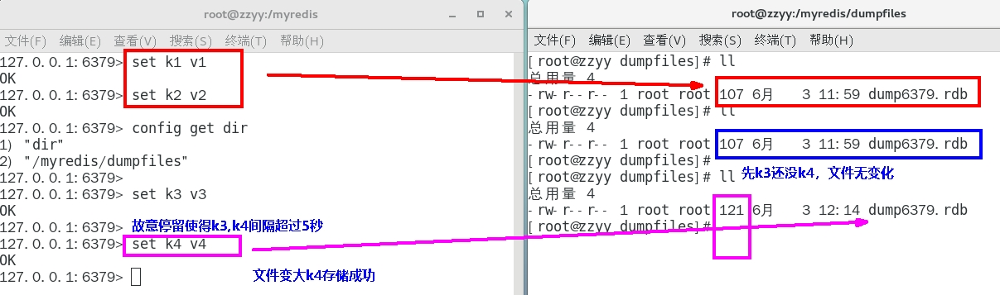 root@zzyy:/myredis
文件(F) 编辑(E) 查看(V) 搜索(S) 终端(T) 帮助(H)
127.0.0.1:6379> set k1 v1
OK
127.0.0.1:6379> set k2 v2
OK
127.0.0.1:6379> config get dir
1) "dir"
2) "/myredis/dumpfiles"
127.0.0.1:6379>
127.0.0.1:6379> set k3 v3
OK
127.0.0.1:6379> 故意停留使得k3,k4间隔超过5秒
127.0.0.1:6379> set k4 v4
OK
127.0.0.1:6379>
文件变大k4存储成功
root@zzyy:/myredis/dumpfiles
文件(F) 编辑(E) 查看(V) 搜索(S) 终端(T) 帮助(H)
[root@zzyy dumpfiles]# ll
总用量 4
-rw-r--r-- 1 root root 107 6月 3 11:59 dump6379.rdb
[root@zzyy dumpfiles]# ll
总用量 4
-rw-r--r-- 1 root root 107 6月 3 11:59 dump6379.rdb
[root@zzyy dumpfiles]#
[root@zzyy dumpfiles]# ll
先k3还没k4，文件无变化
总用量 4
-rw-r--r-- 1 root root 121 6月 3 12:14 dump6379.rdb
[root@zzyy dumpfiles]#